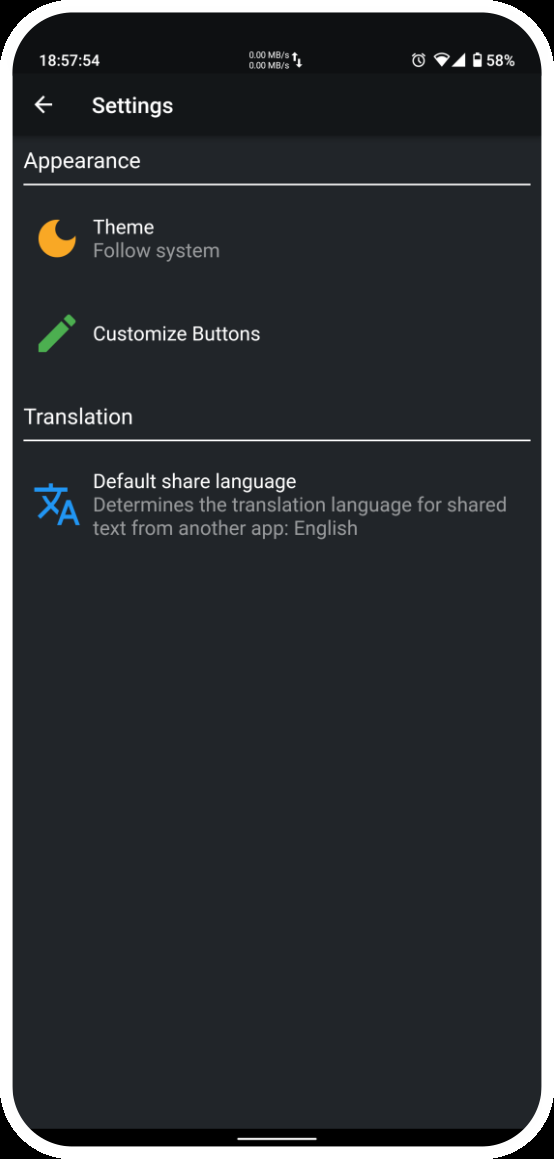 18:57:54
0.00 MB/s
0.00 MB/s
58%
Settings
Appearance
Theme
Follow system
Customize Buttons
Translation
Default share language
Determines the translation language for shared
text from another app: English